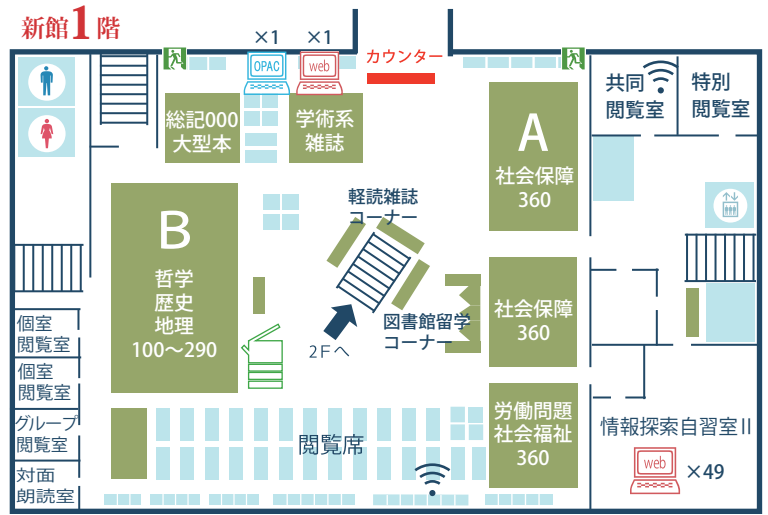 新館1階
×1
×1
OPAC
web
カウンター
総記000
大型本
学術系
雑誌
A
社会保障
360
共同
閲覧室
特別
閲覧室
B
哲学
歴史
地理
100～290
軽読雑誌
コーナー
2Fへ
図書館留学
コーナー
社会保障
360
個室
閲覧室
個室
閲覧室
グループ
閲覧室
対面
朗読室
閲覧席
労働問題
社会福祉
360
情報探索自習室Ⅱ
web
×49